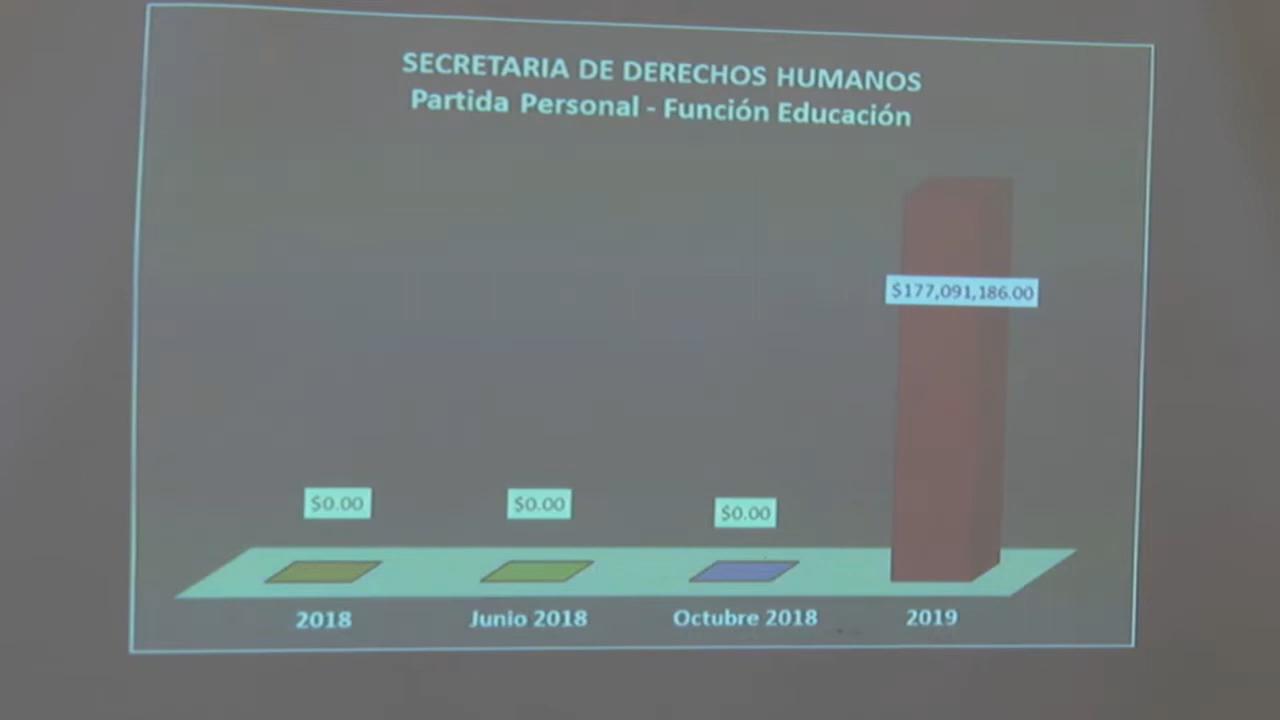 SECRETARIA DE DERECHOS HUMANOS
Partida Personal - Función Educación
$177,091,186.00
$0.00
$0.00
$0.00
2018
Junio 2018
Octubre 2018
2019